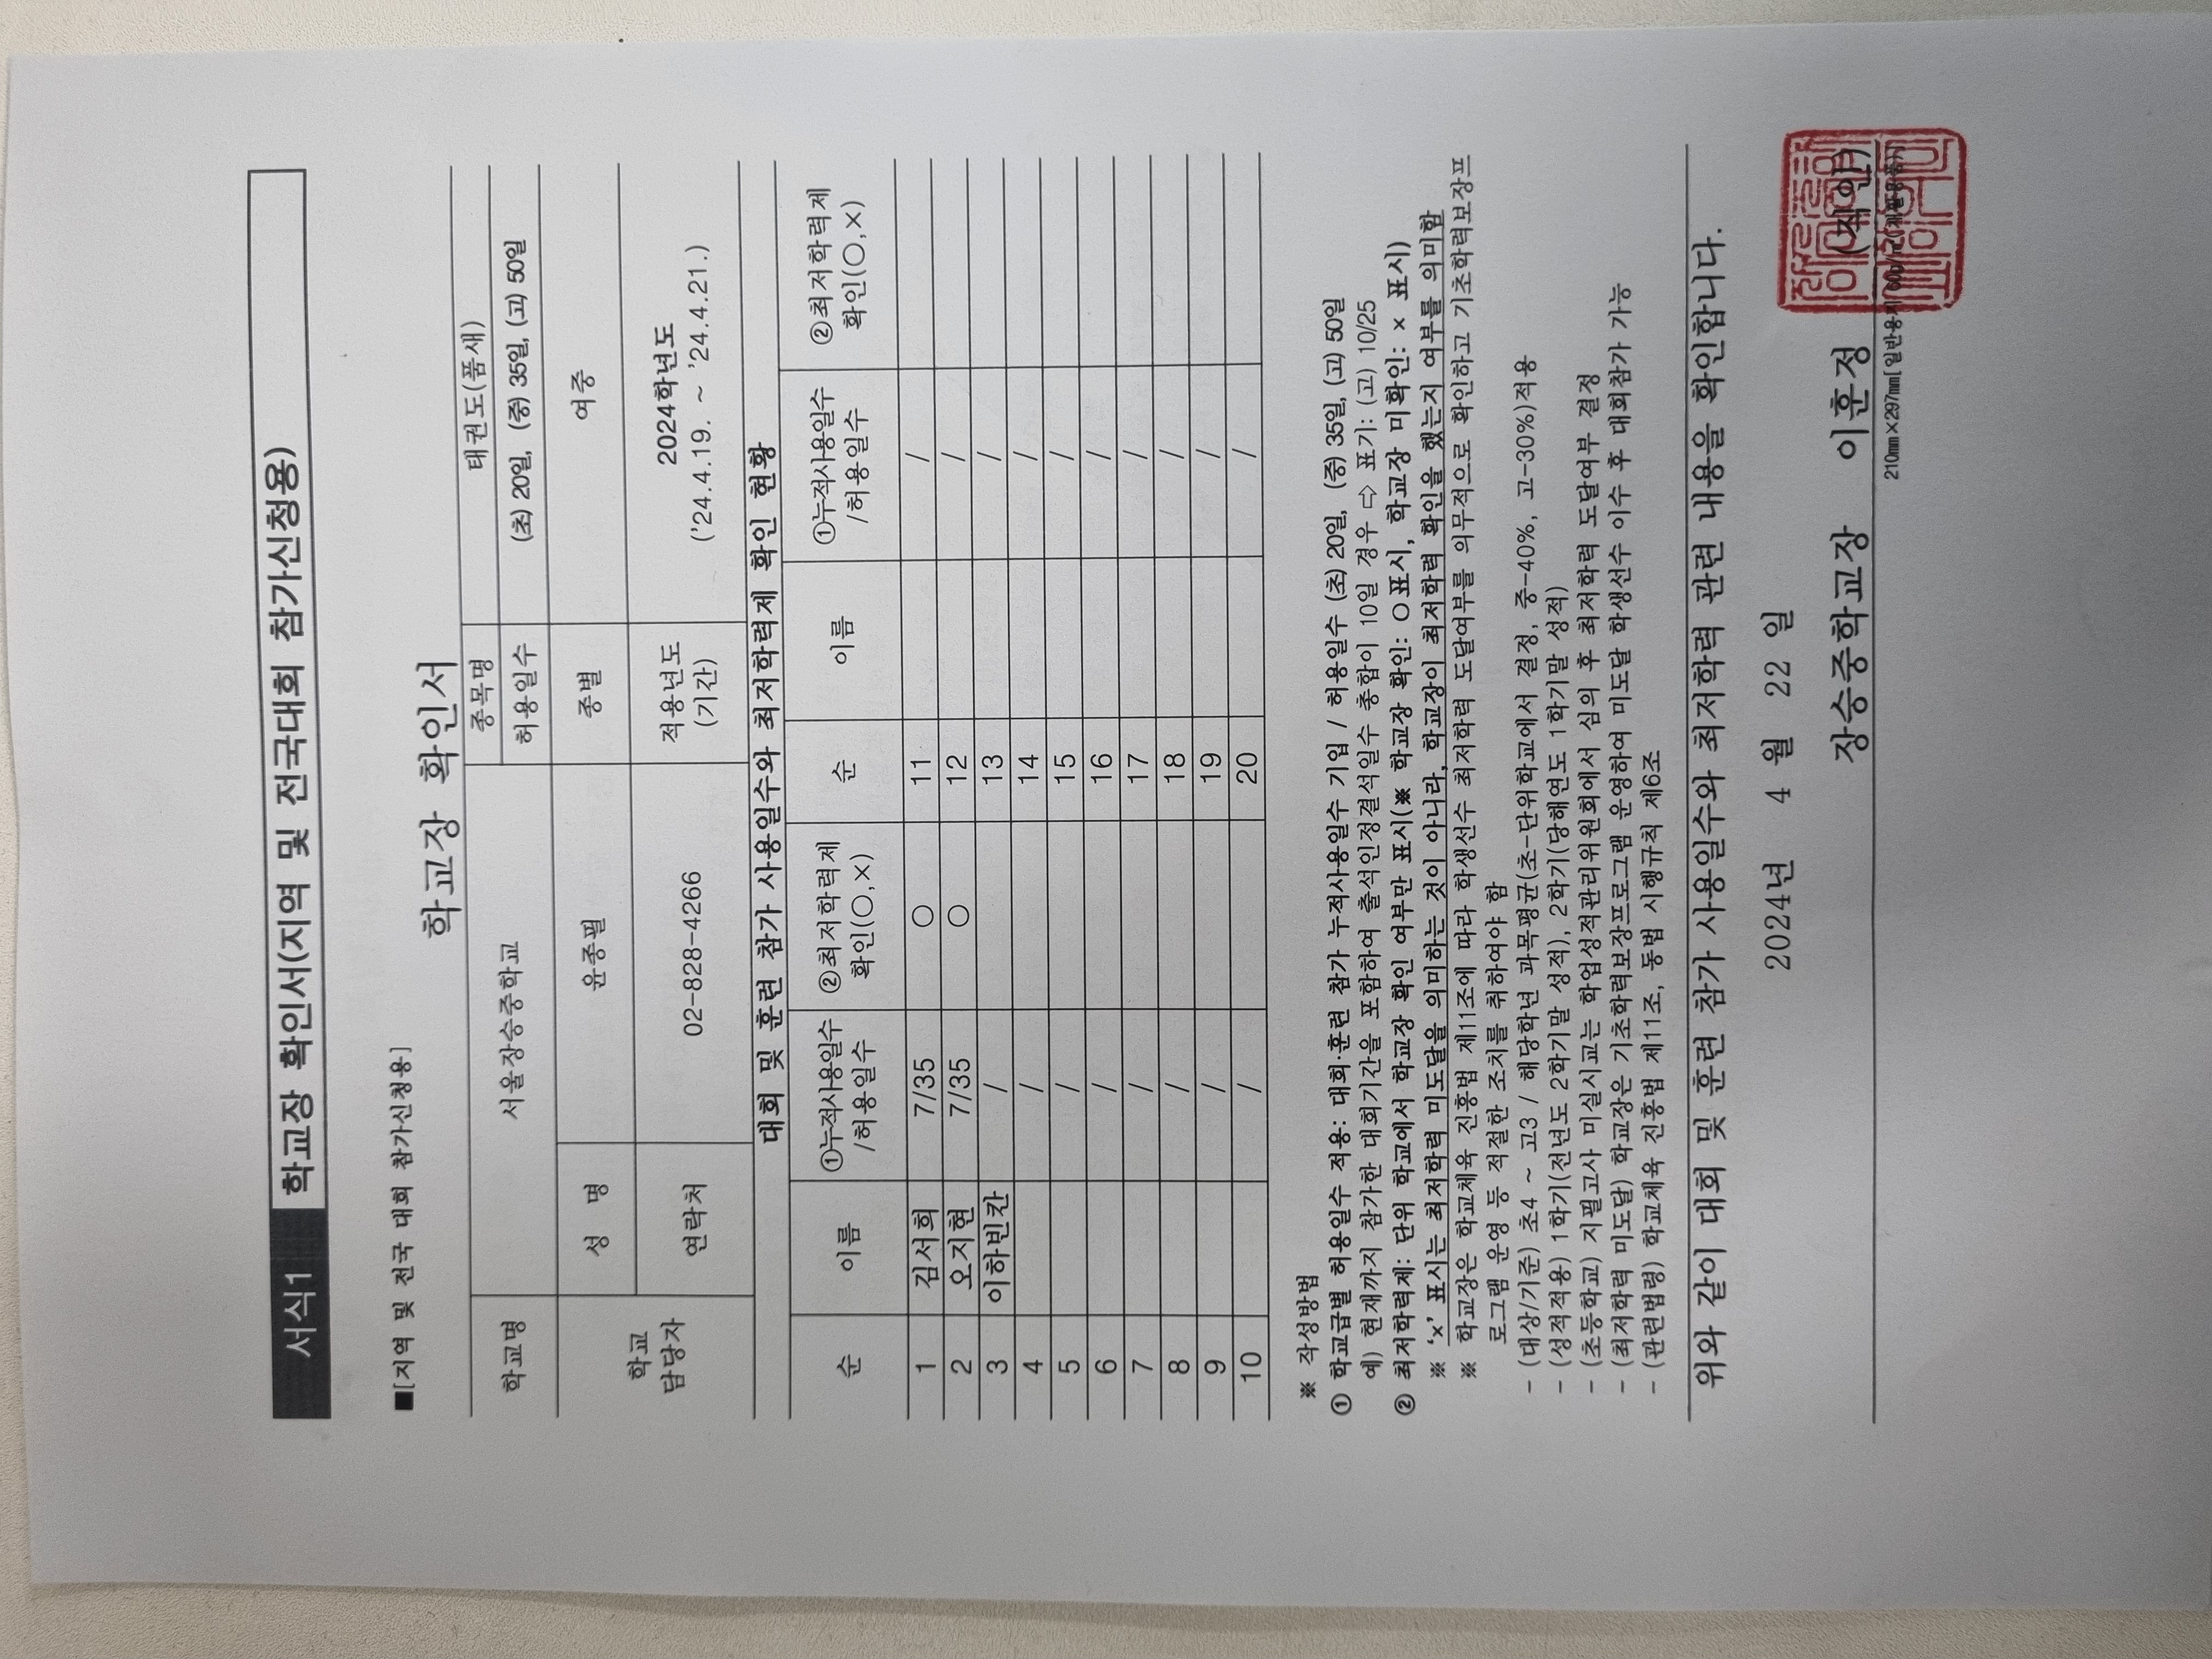 서식1 학교장 확인서(지역 및 전국대회 참가신청용)
■[지역 및 전국 대회 참가신청용]
학교장 확인서
학교명 서울장승중학교 종목명 태권도(품새)
허용일수 (초) 20일, (중) 35일, (고) 50일
학교 담당자 성 명 윤종필 종별 여중
연락처 02-828-4266 적용년도 (기간) 2024학년도
('24.4.19. ~ '24.4.21.)
대회 및 훈련 참가 사용일수와 최저학력제 확인 현황
순 이름 ①누적사용일수 /허용일수 ②최저학력제 확인(○,×) 순 이름 ①누적사용일수 /허용일수 ②최저학력제 확인(○,×)
1 김서희 7/35 ○ 11 /
2 오지현 7/35 ○ 12 /
3 이하빈칸 / 13 /
4 / 14 /
5 / 15 /
6 / 16 /
7 / 17 /
8 / 18 /
9 / 19 /
10 / 20 /
※ 작성방법
① 학교급별 허용일수 적용: 대회·훈련 참가 누적사용일수 기입 / 허용일수 (초) 20일, (중) 35일, (고) 50일
예) 현재까지 참가한 대회기간을 포함하여 출석인정결석일수 총합이 10일 경우 ⇨ 표기: (고) 10/25
② 최저학력제: 단위 학교에서 학교장 확인 여부만 표시(※ 학교장 확인: ○표시, 학교장 미확인: × 표시)
※ '×' 표시는 최저학력 미도달을 의미하는 것이 아니라, 학교장이 최저학력 확인을 했는지 여부를 의미함
※ 학교장은 학교체육 진흥법 제11조에 따라 학생선수 최저학력 도달여부를 의무적으로 확인하고 기초학력보장프
로그램 운영 등 적절한 조치를 취하여야 함
- (대상/기준) 초4 ~ 고3 / 해당학년 과목평균(초-단위학교에서 결정, 중-40%, 고-30%)적용
- (성적적용) 1학기(전년도 2학기말 성적), 2학기(당해연도 1학기말 성적)
- (초등학교) 지필고사 미실시교는 학업성적관리위원회에서 심의 후 최저학력 도달여부 결정
- (최저학력 미도달) 학교장은 기초학력보장프로그램 운영하여 미도달 학생선수 이수 후 대회참가 가능
- (관련법령) 학교체육 진흥법 제11조, 동법 시행규칙 제6조
위와 같이 대회 및 훈련 참가 사용일수와 최저학력 관련 내용을 확인합니다.
2024년 4 월 22 일
장승중학교장 이훈정 (직인)
210㎜×297㎜[일반용지